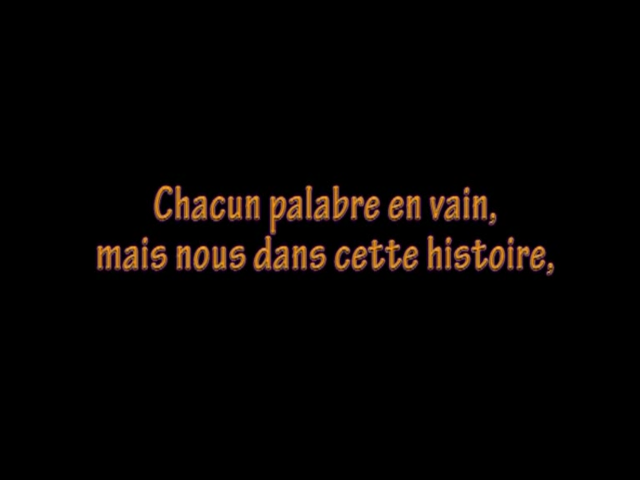 Chacun palabre en vain,
mais nous dans cette histoire,